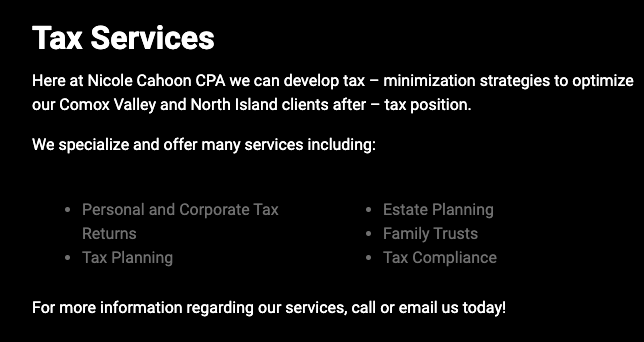 Tax Services
Here at Nicole Cahoon CPA we can develop tax – minimization strategies to optimize
our Comox Valley and North Island clients after – tax position.
We specialize and offer many services including:
• Personal and Corporate Tax
Returns
• Tax Planning
• Estate Planning
• Family Trusts
• Tax Compliance
For more information regarding our services, call or email us today!